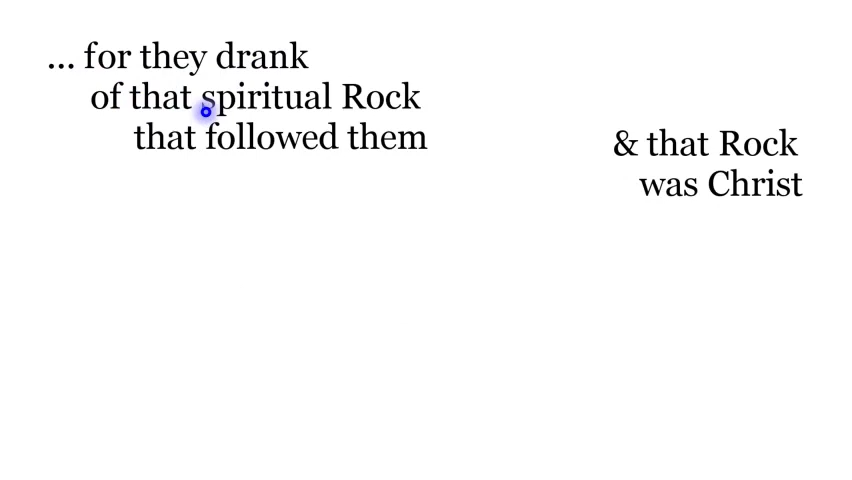 ... for they drank
of that spiritual Rock
that followed them
& that Rock
was Christ